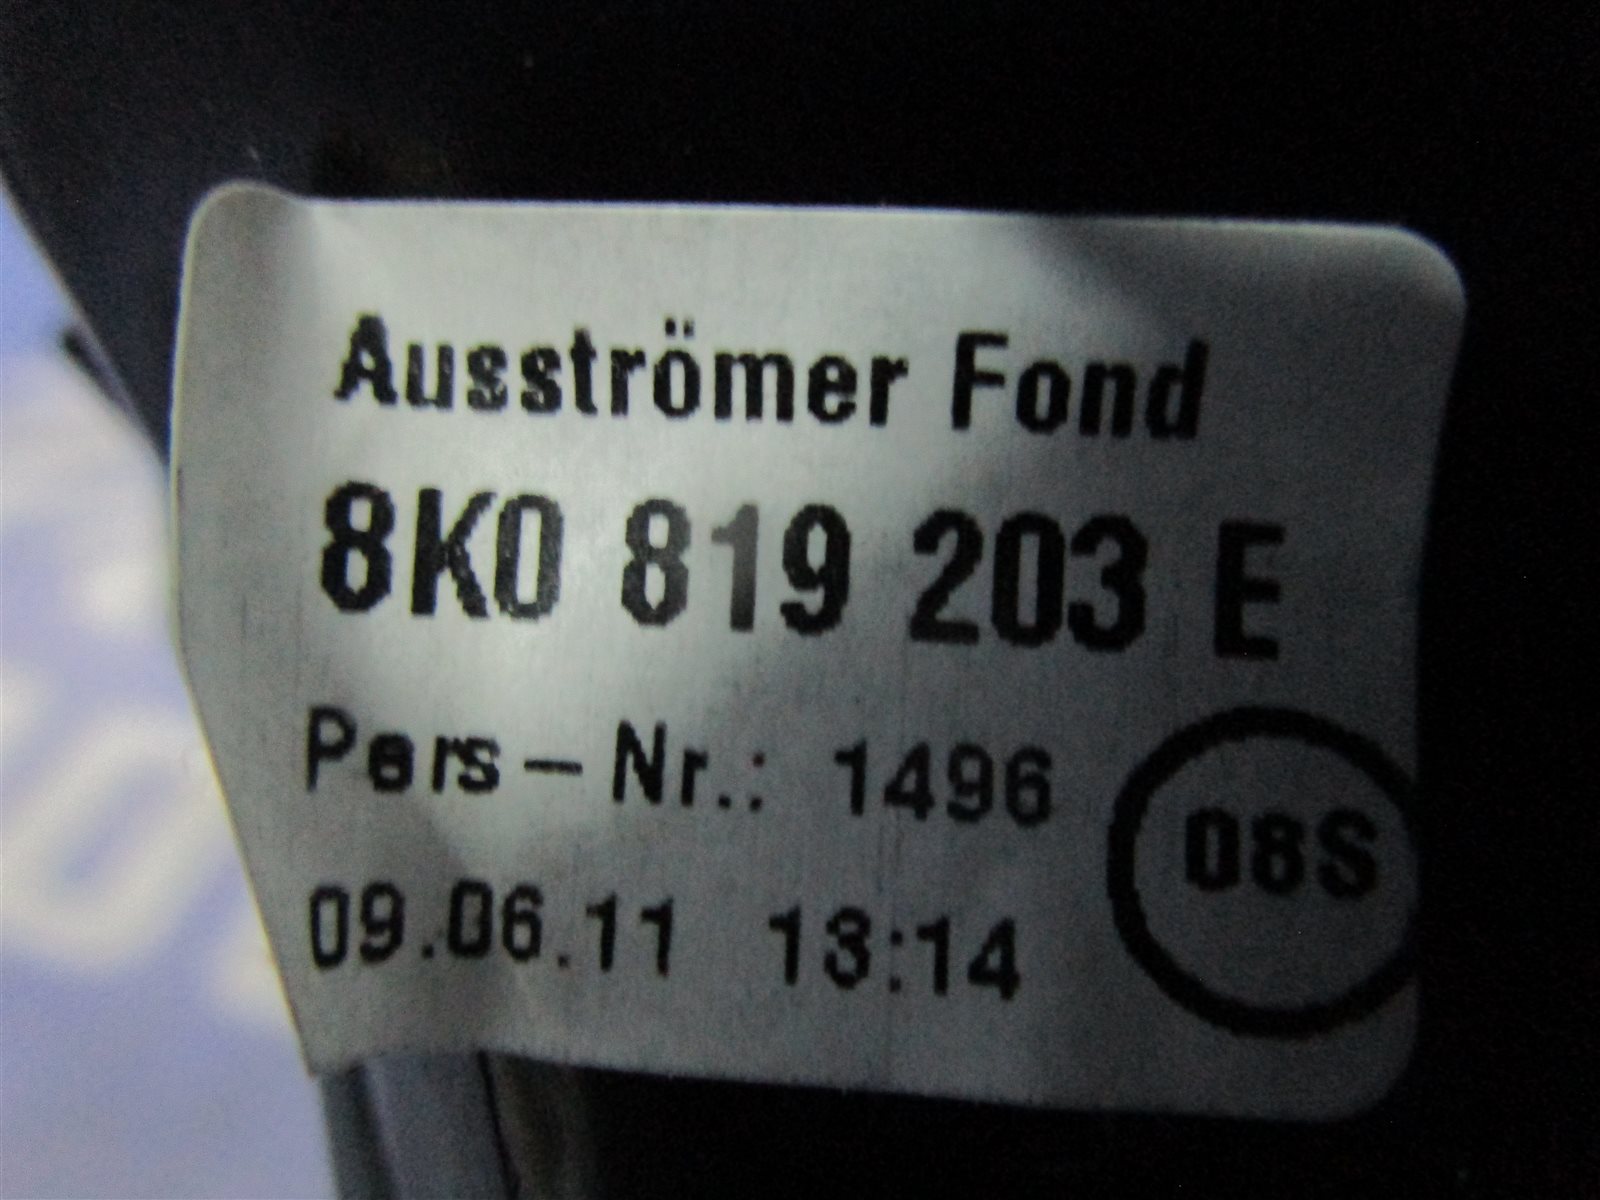 Ausströmer Fond
8K0 819 203 E
Pers-Nr.: 1496
08S
09.06.11 13:14